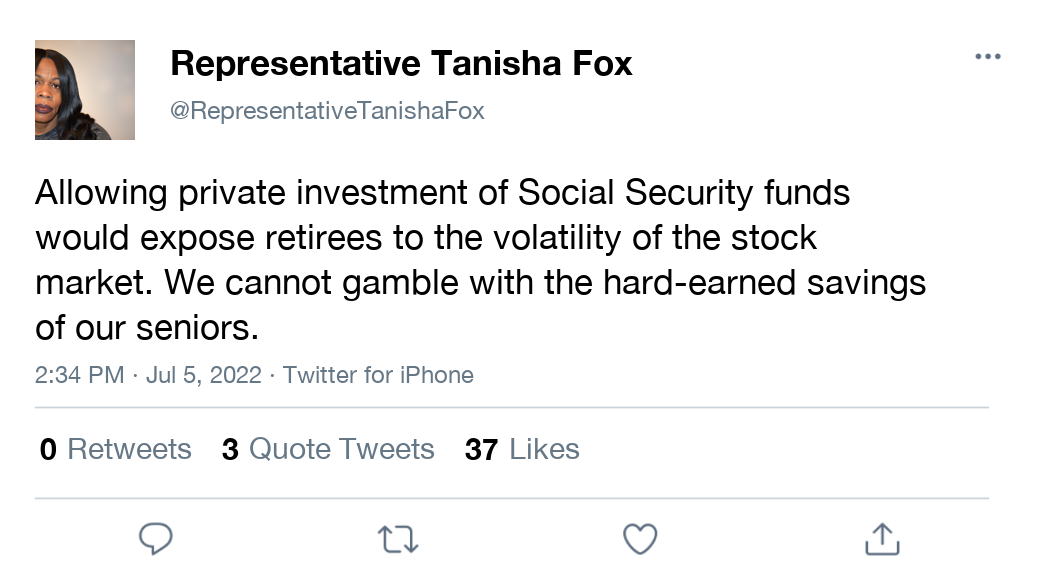 Representative Tanisha Fox
@RepresentativeTanishaFox
Allowing private investment of Social Security funds
would expose retirees to the volatility of the stock
market. We cannot gamble with the hard-earned savings
of our seniors.
2:34 PM · Jul 5, 2022 · Twitter for iPhone
0 Retweets 3 Quote Tweets 37 Likes